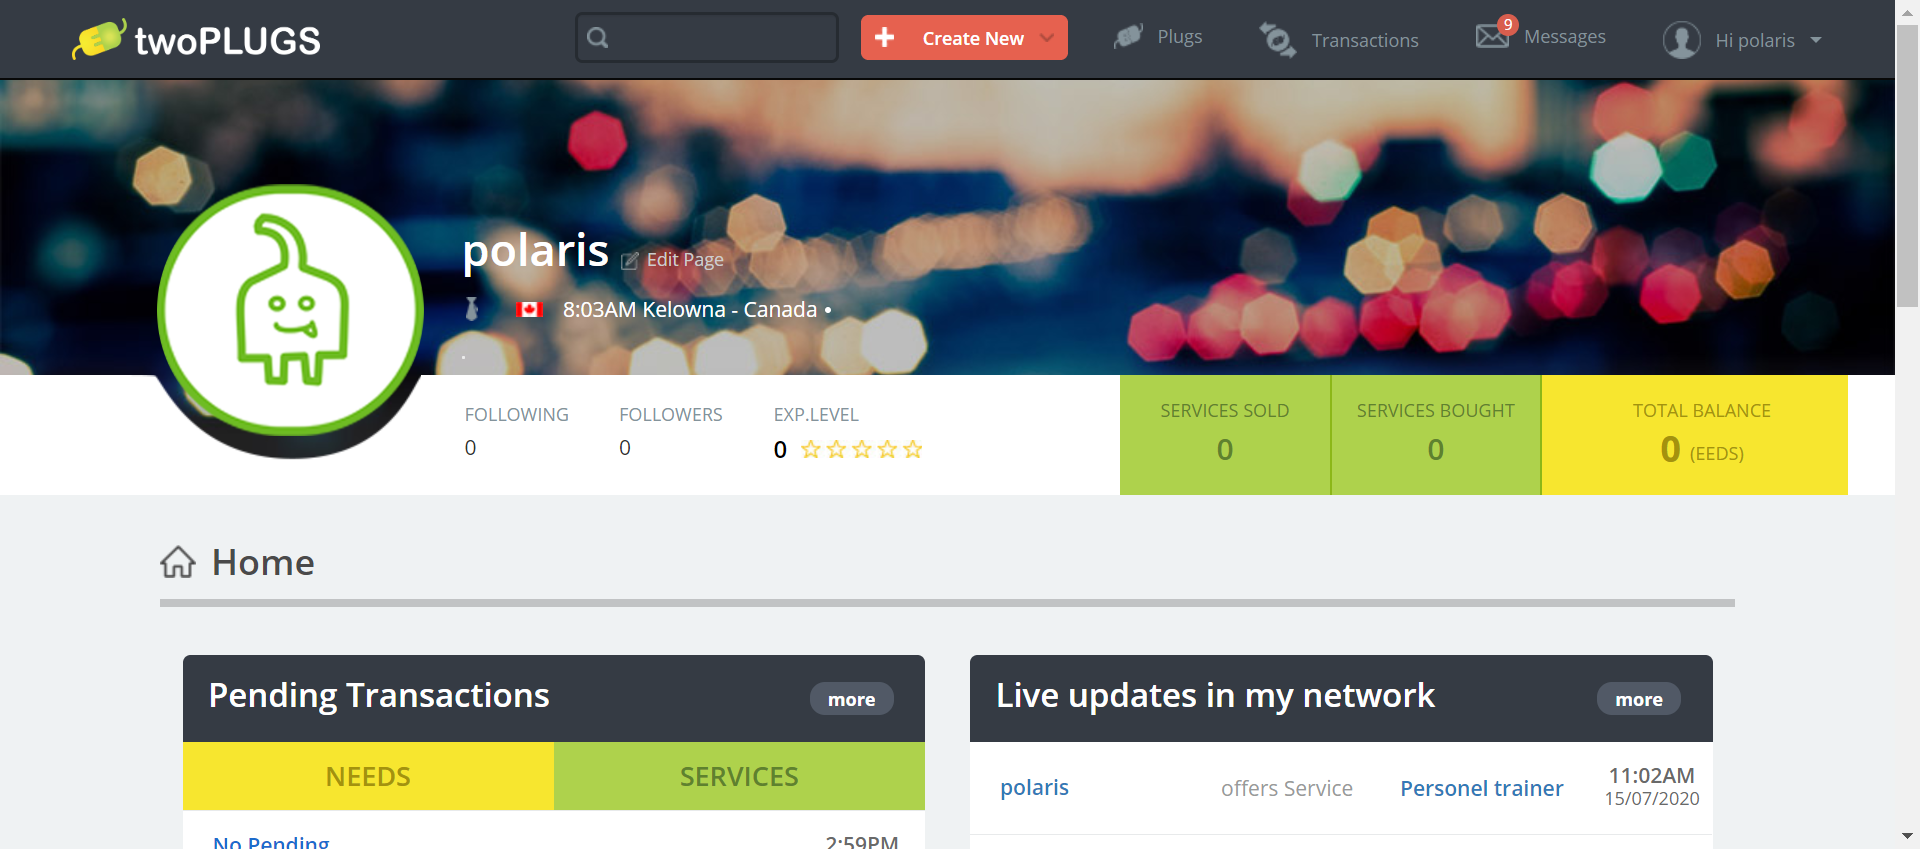 twoPLUGS
Create New
Plugs
Transactions
9
Messages
Hi polaris
polaris
Edit Page
8:03AM Kelowna - Canada •
.
FOLLOWING
0
FOLLOWERS
0
EXP.LEVEL
0
SERVICES SOLD
0
SERVICES BOUGHT
0
TOTAL BALANCE
0 (EEDS)
Home
Pending Transactions
more
NEEDS
SERVICES
No Pending
2:59PM
Live updates in my network
more
polaris
offers Service
Personel trainer
11:02AM
15/07/2020